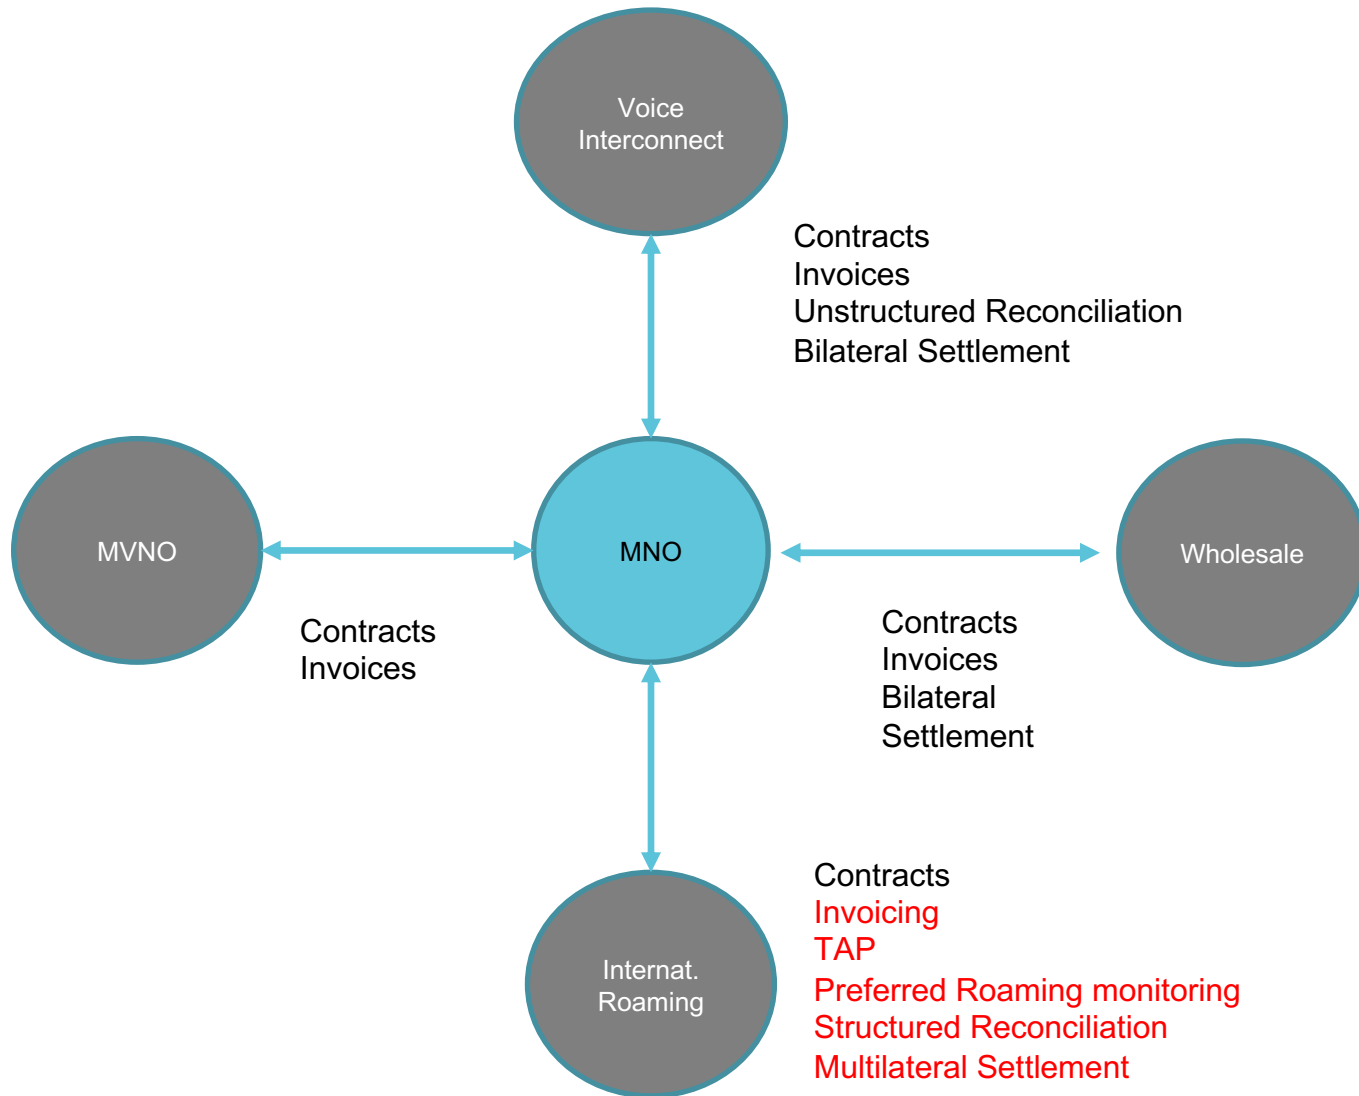 Voice
Interconnect
Contracts
Invoices
Unstructured Reconciliation
Bilateral Settlement
MVNO
MNO
Wholesale
Contracts
Invoices
Contracts
Invoices
Bilateral
Settlement
Internat.
Roaming
Contracts
Invoicing
TAP
Preferred Roaming monitoring
Structured Reconciliation
Multilateral Settlement